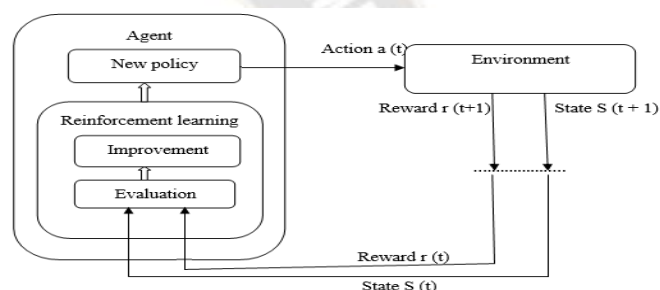 Agent
New policy
Reinforcement learning
Improvement
Evaluation
Action a (t)
Environment
Reward r (t+1)
State S (t + 1)
Reward r (t)
State S (t)